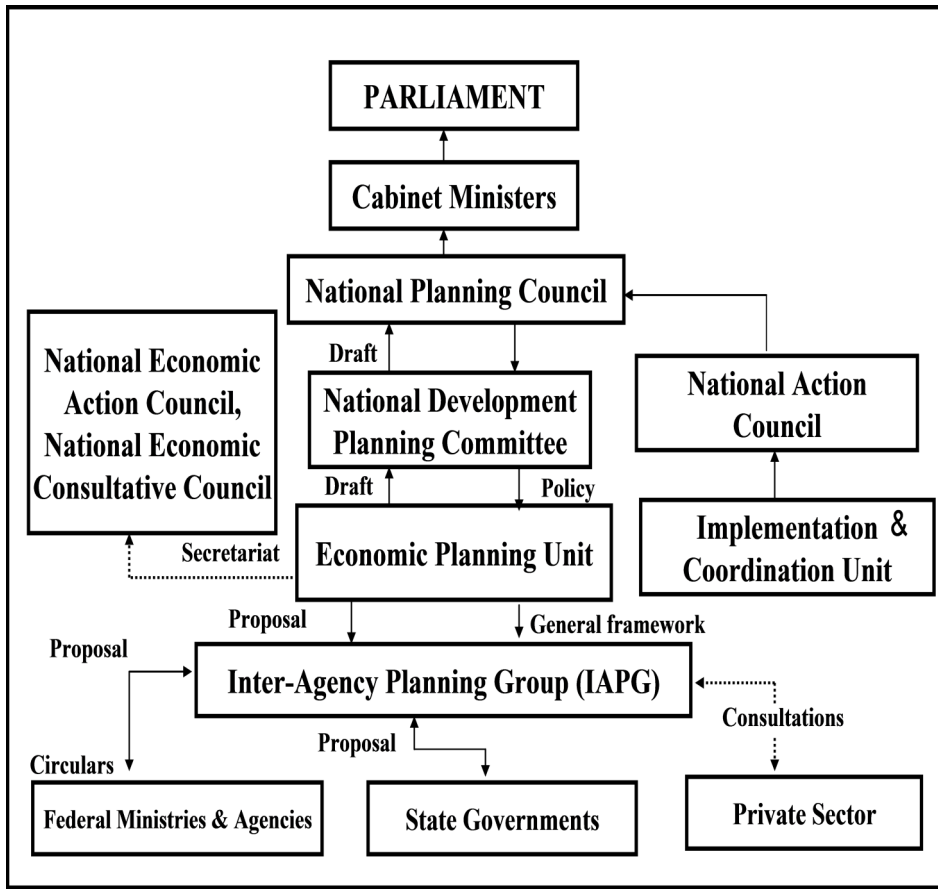 PARLIAMENT
Cabinet Ministers
National Planning Council
Draft
National Economic
Action Council,
National Economic
Consultative Council
National Development
Planning Committee
National Action
Council
Draft
Policy
Secretariat
Economic Planning Unit
Implementation &
Coordination Unit
Proposal
General framework
Proposal
Inter-Agency Planning Group (IAPG)
Consultations
Proposal
Circulars
Federal Ministries & Agencies
State Governments
Private Sector